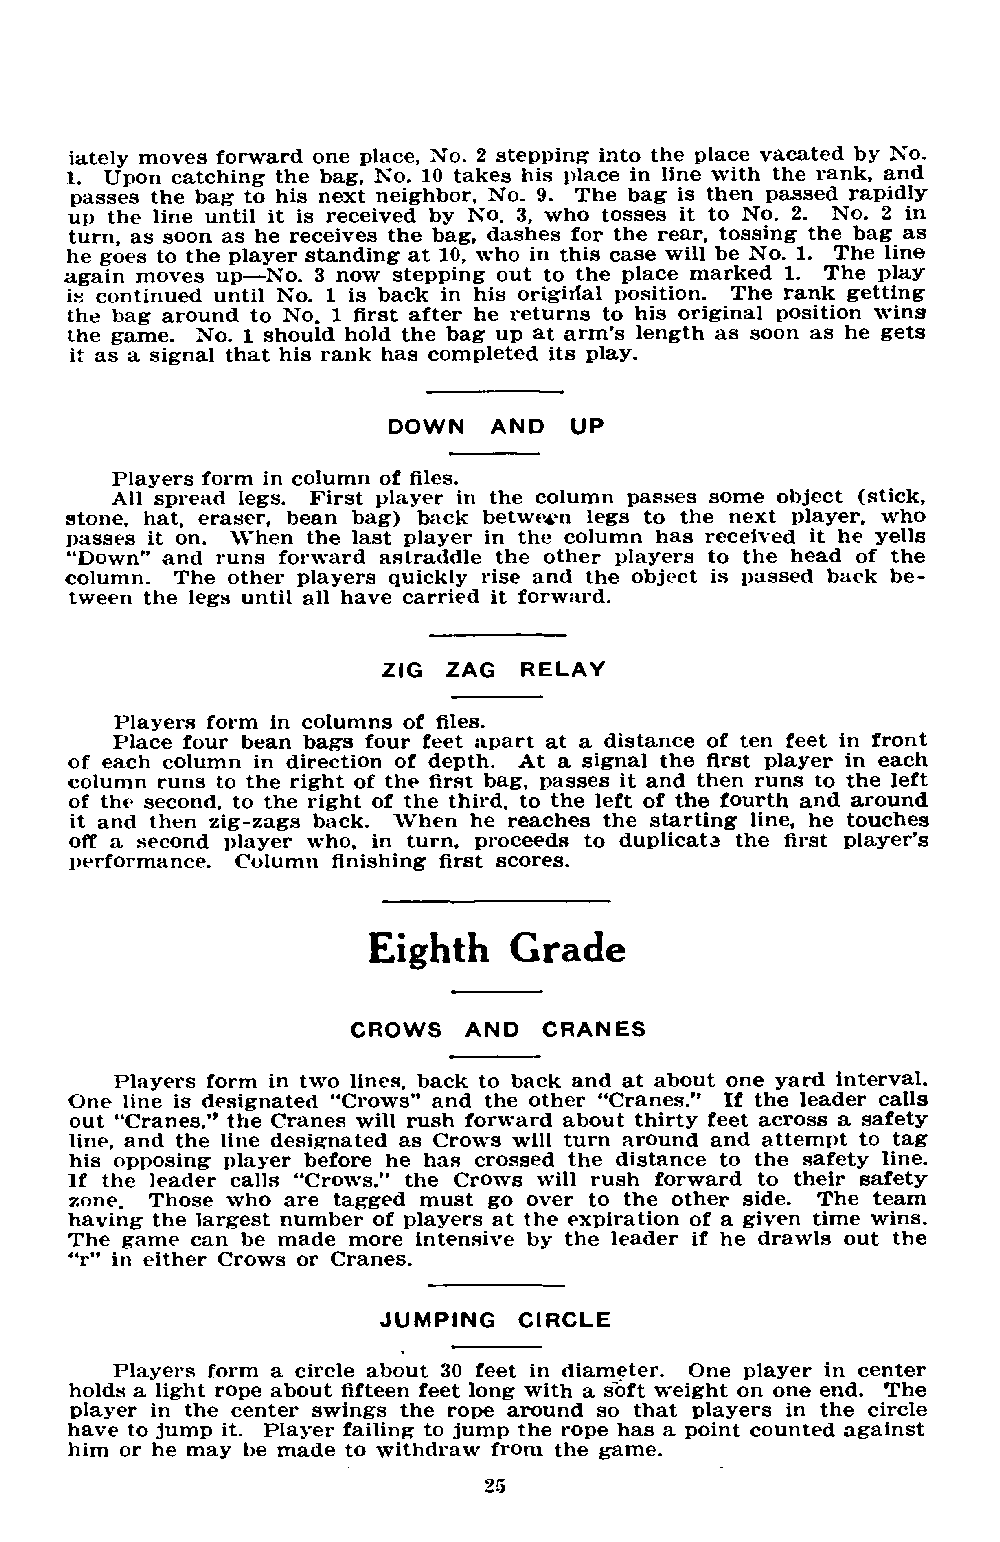 iately moves forward one place, No. 2 stepping into the place vacated by No.
1. Upon catching the bag, No. 10 takes his place in line with the rank, and
passes the bag to his next neighbor, No. 9. The bag is then passed rapidly
up the line until it is received by No. 3, who tosses it to No. 2. No. 2 in
turn, as soon as he receives the bag, dashes for the rear, tossing the bag as
he goes to the player standing at 10, who in this case will be No. 1. The line
again moves up—No. 3 now stepping out to the place marked 1. The play
is continued until No. 1 is back in his original position. The rank getting
the bag around to No. 1 first after he returns to his original position wins
the game. No. 1 should hold the bag up at arm's length as soon as he gets
it as a signal that his rank has completed its play.
DOWN AND UP
Players form in column of files.
All spread legs. First player in the column passes some object (stick,
stone, hat, eraser, bean bag) back between legs to the next player, who
passes it on. When the last player in the column has received it he yells
"Down" and runs forward astraddle the other players to the head of the
column. The other players quickly rise and the object is passed back be-
tween the legs until all have carried it forward.
ZIG ZAG RELAY
Players form in columns of files.
Place four bean bags four feet apart at a distance of ten feet in front
of each column in direction of depth. At a signal the first player in each
column runs to the right of the first bag, passes it and then runs to the left
of the second, to the right of the third, to the left of the fourth and around
it and then zig-zags back. When he reaches the starting line, he touches
off a second player who, in turn, proceeds to duplicate the first player's
performance. Column finishing first scores.
Eighth Grade
CROWS AND CRANES
Players form in two lines, back to back and at about one yard interval.
One line is designated "Crows" and the other "Cranes." If the leader calls
out "Cranes," the Cranes will rush forward about thirty feet across a safety
line, and the line designated as Crows will turn around and attempt to tag
his opposing player before he has crossed the distance to the safety line.
If the leader calls "Crows." the Crows will rush forward to their safety
zone. Those who are tagged must go over to the other side. The team
having the largest number of players at the expiration of a given time wins.
The game can be made more intensive by the leader if he drawls out the
"r" in either Crows or Cranes.
JUMPING CIRCLE
Players form a circle about 30 feet in diameter. One player in center
holds a light rope about fifteen feet long with a soft weight on one end. The
player in the center swings the rope around so that players in the circle
have to jump it. Player failing to jump the rope has a point counted against
him or he may be made to withdraw from the game.
25